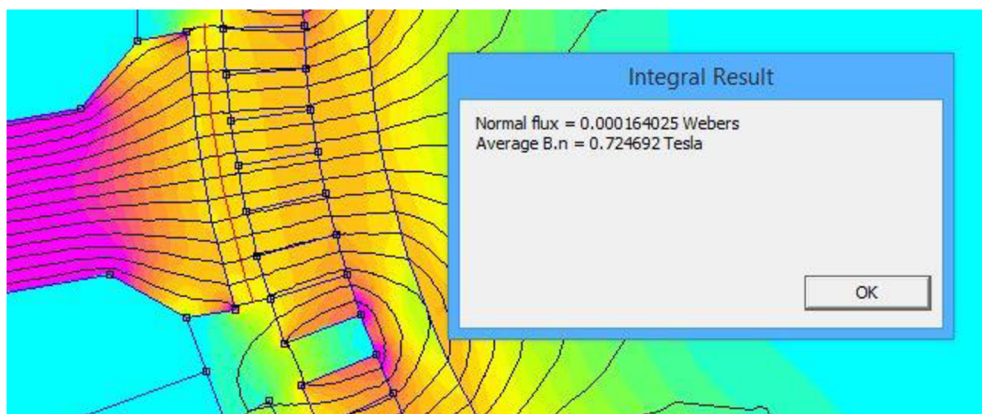 Integral Result
Normal flux = 0.000164025 Webers
Average B.n = 0.724692 Tesla
OK